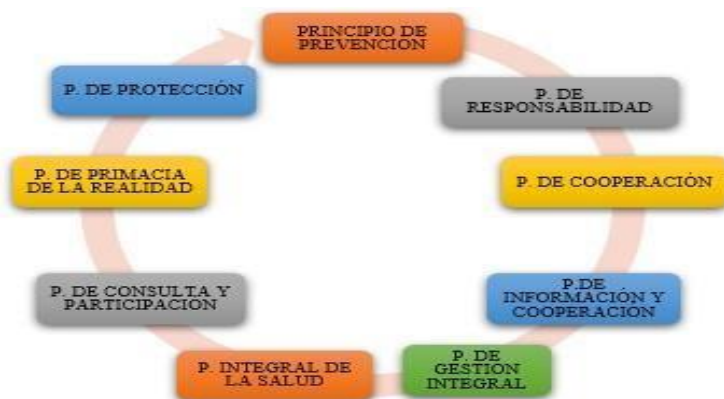 PRINCIPIO DE
PREVENCION
P. DE
RESPONSABILIDAD
P. DE COOPERACIÓN
P.DE
INFORMACIÓN Y
COOPERACIÓN
P. DE
GESTION
INTEGRAL
P. INTEGRAL DE
LA SALUD
P. DE CONSULTA Y
PARTICIPACIÓN
P. DE PRIMACIA
DE LA REALIDAD
P. DE PROTECCIÓN